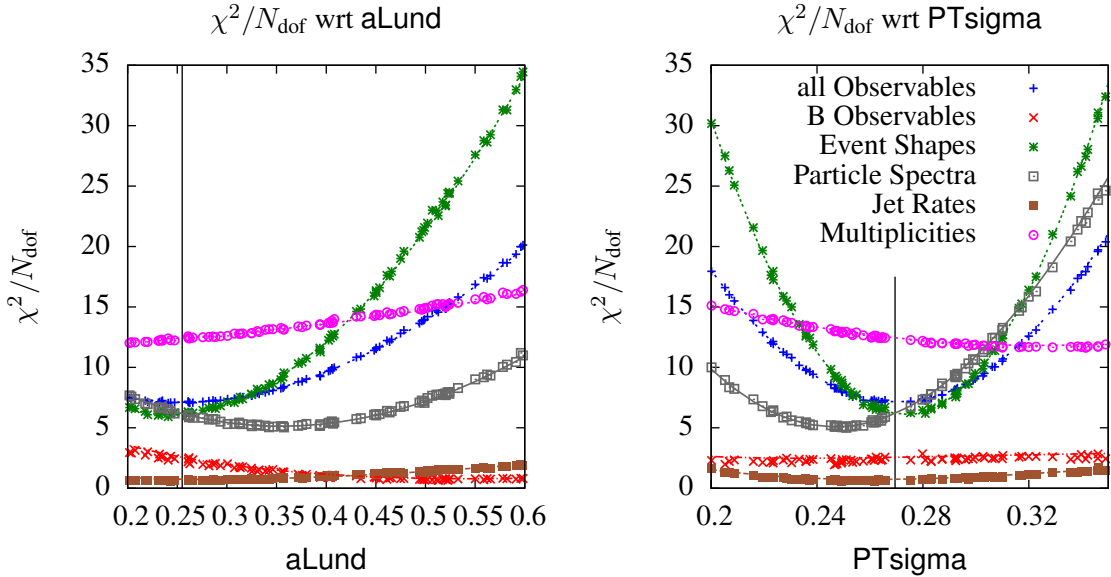 χ²/N_dof wrt aLund
35
30
25
20
15
10
5
0
χ²/N_dof
0.2 0.25 0.3 0.35 0.4 0.45 0.5 0.55 0.6
aLund
χ²/N_dof wrt PTsigma
35
30
25
20
15
10
5
0
χ²/N_dof
all Observables
B Observables
Event Shapes
Particle Spectra
Jet Rates
Multiplicities
0.2 0.24 0.28 0.32
PTsigma